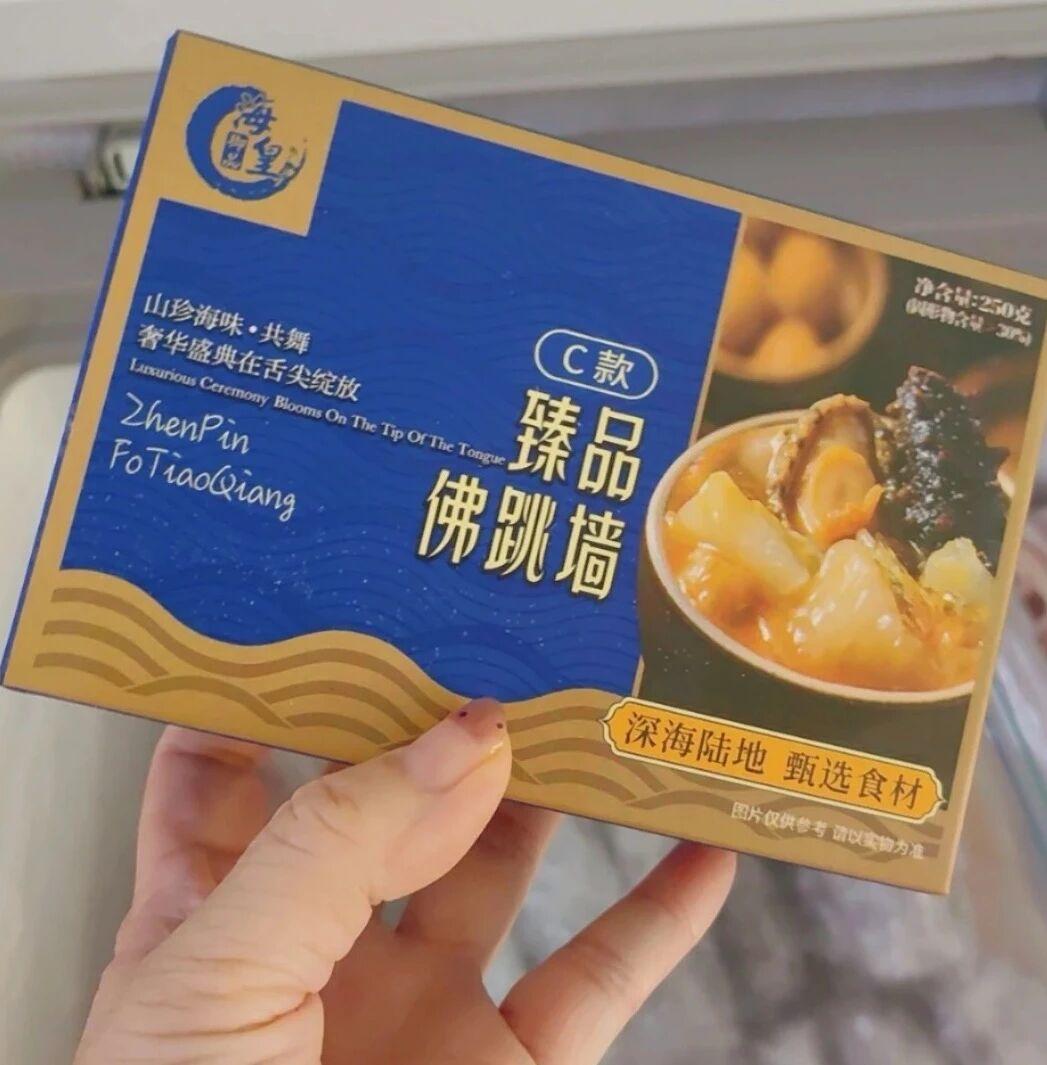 海皇
山珍海味·共舞
奢华盛典在舌尖绽放
Luxurious Ceremony Blooms On The Tip Of The Tongue
ZhenPin
FoTiaoQiang
C款
臻品
佛跳墙
净含量:250克
深海陆地 甄选食材
图片仅供参考 请以实物为准